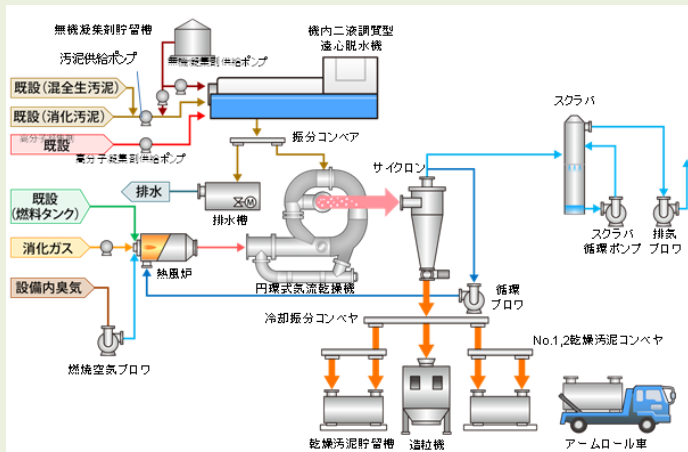 無機凝集剤貯留槽
機内二液調質型
遠心脱水機
汚泥供給ポンプ
無機凝集剤供給ポンプ
既設(混全生汚泥)
既設(消化汚泥)
既設
高分子凝集剤
高分子凝集剤供給ポンプ
振分コンベア
スクラバ
サイクロン
排水
排水槽
既設
(燃料タンク)
消化ガス
熱風炉
円環式気流乾燥機
スクラバ
循環ポンプ
排気
ブロワ
設備内臭気
循環
ブロワ
冷却振分コンベヤ
No.1,2乾燥汚泥コンベヤ
燃焼空気ブロワ
乾燥汚泥貯留槽
造粒機
アームロール車